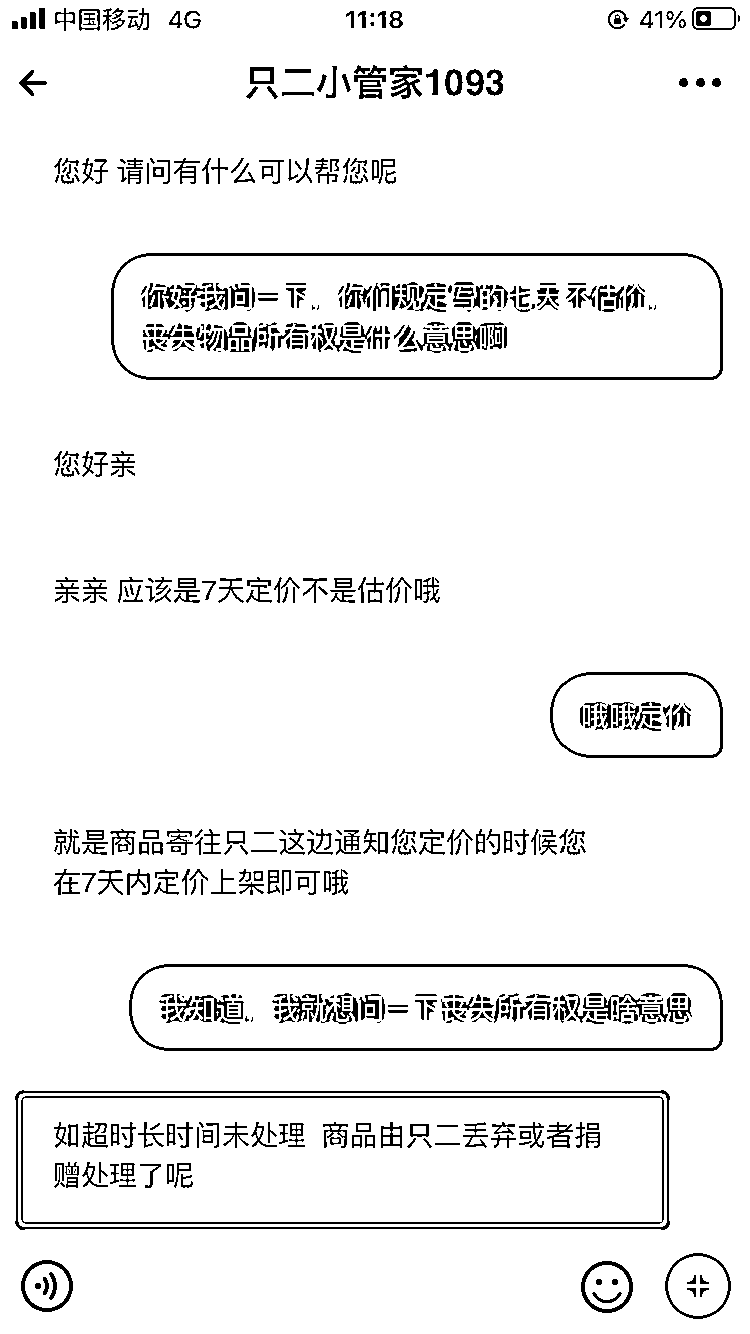 中国移动 4G 11:18 41%
只二小管家1093
您好 请问有什么可以帮您呢
你好我问一下，你们规定写的七天不估价，
丧失物品所有权是什么意思啊
您好亲
亲亲 应该是7天定价不是估价哦
哦哦定价
就是商品寄往只二这边通知您定价的时候您
在7天内定价上架即可哦
我知道，我就想问一下丧失所有权是啥意思
如超时长时间未处理 商品由只二丢弃或者捐
赠处理了呢